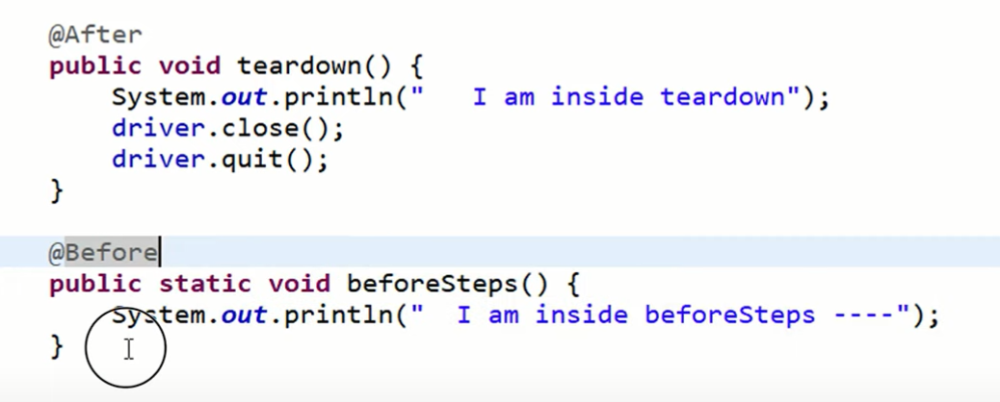 @After
public void teardown() {
    System.out.println("   I am inside teardown");
    driver.close();
    driver.quit();
}
@Before
public static void beforeSteps() {
    System.out.println("  I am inside beforeSteps ----");
}